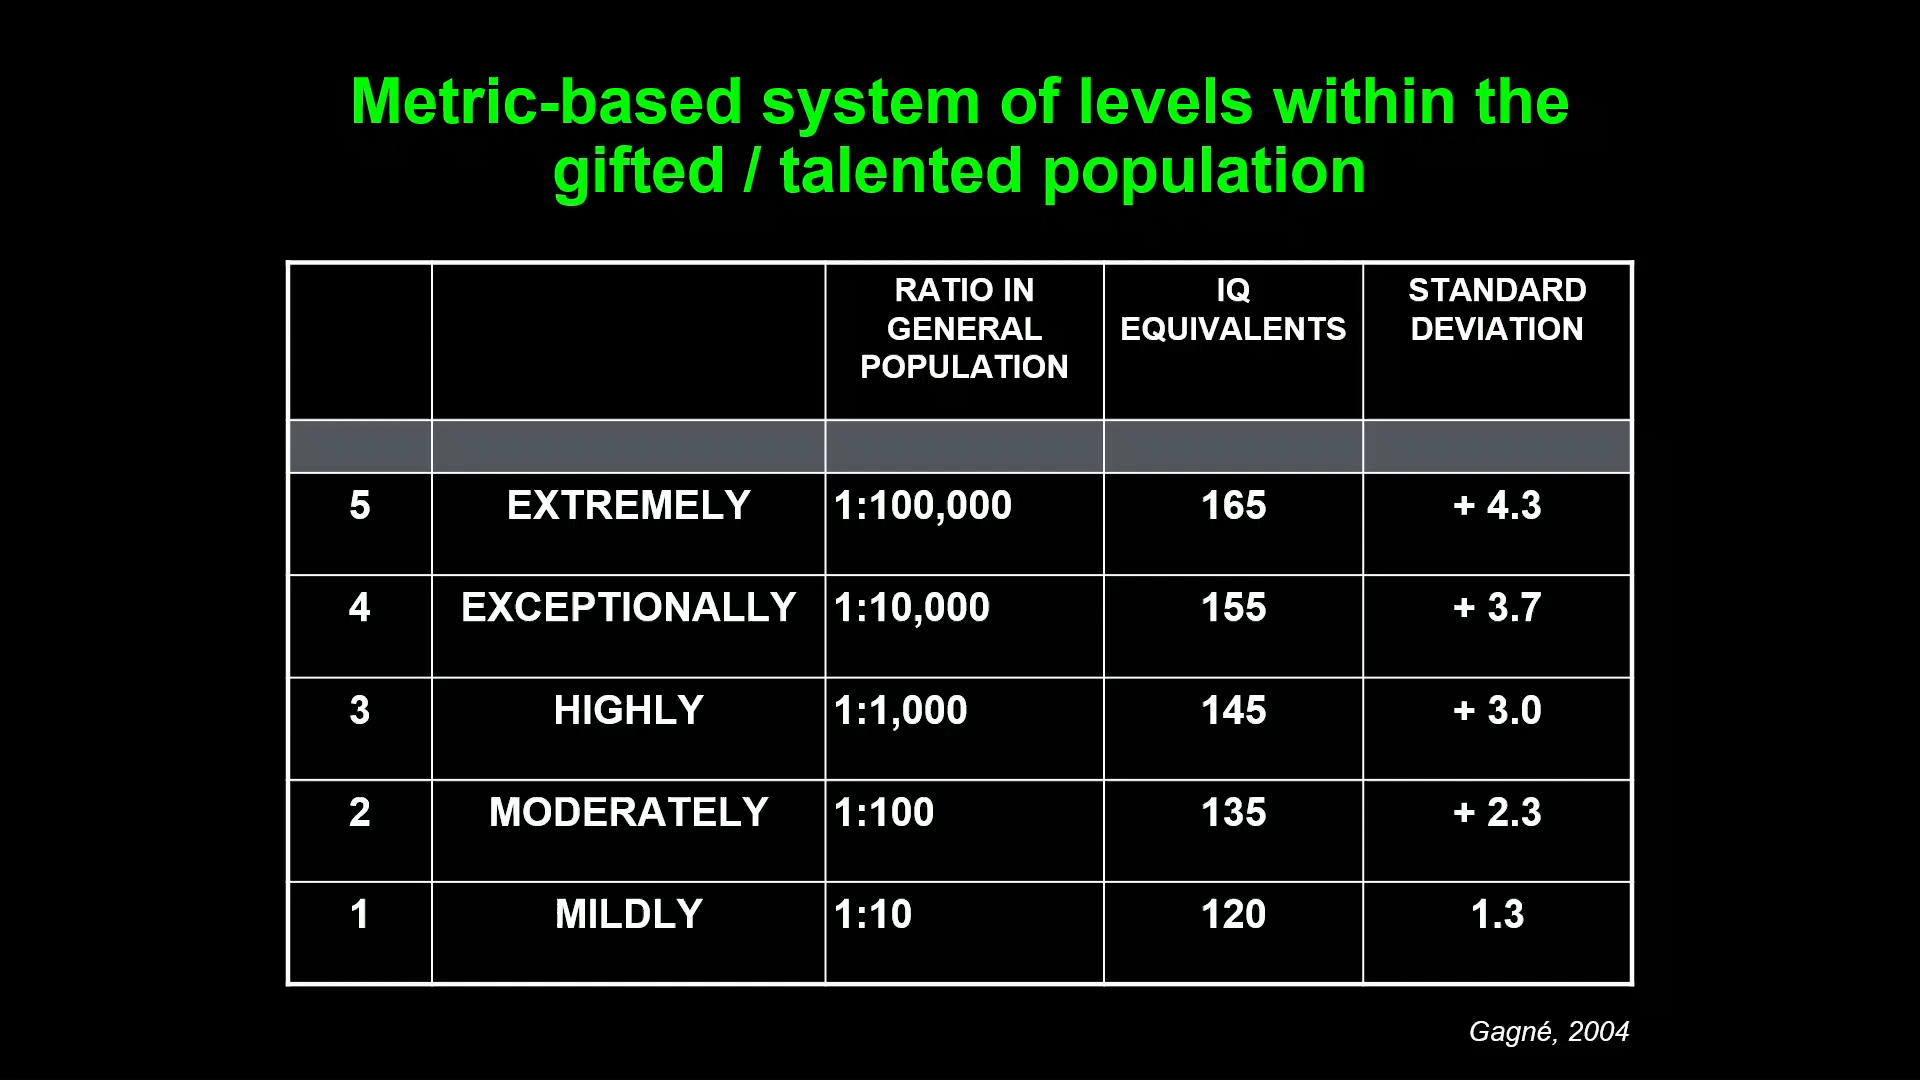 Metric-based system of levels within the
gifted / talented population
RATIO IN
GENERAL
POPULATION
IQ
EQUIVALENTS
STANDARD
DEVIATION
5 EXTREMELY 1:100,000 165 + 4.3
4 EXCEPTIONALLY 1:10,000 155 + 3.7
3 HIGHLY 1:1,000 145 + 3.0
2 MODERATELY 1:100 135 + 2.3
1 MILDLY 1:10 120 1.3
Gagné, 2004